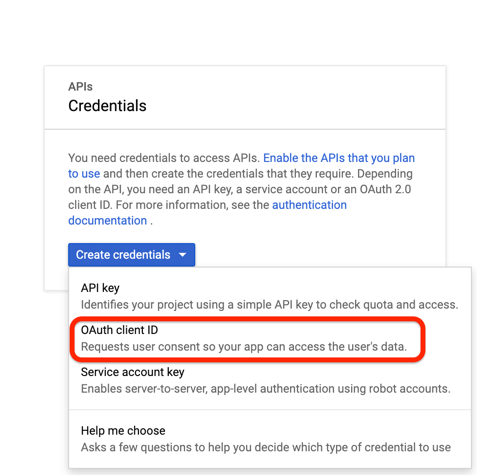 APIs
Credentials
You need credentials to access APIs. Enable the APIs that you plan
to use and then create the credentials that they require. Depending
on the API, you need an API key, a service account or an OAuth 2.0
client ID. For more information, see the authentication
documentation .
Create credentials
API key
Identifies your project using a simple API key to check quota and access.
OAuth client ID
Requests user consent so your app can access the user's data.
Service account key
Enables server-to-server, app-level authentication using robot accounts.
Help me choose
Asks a few questions to help you decide which type of credential to use